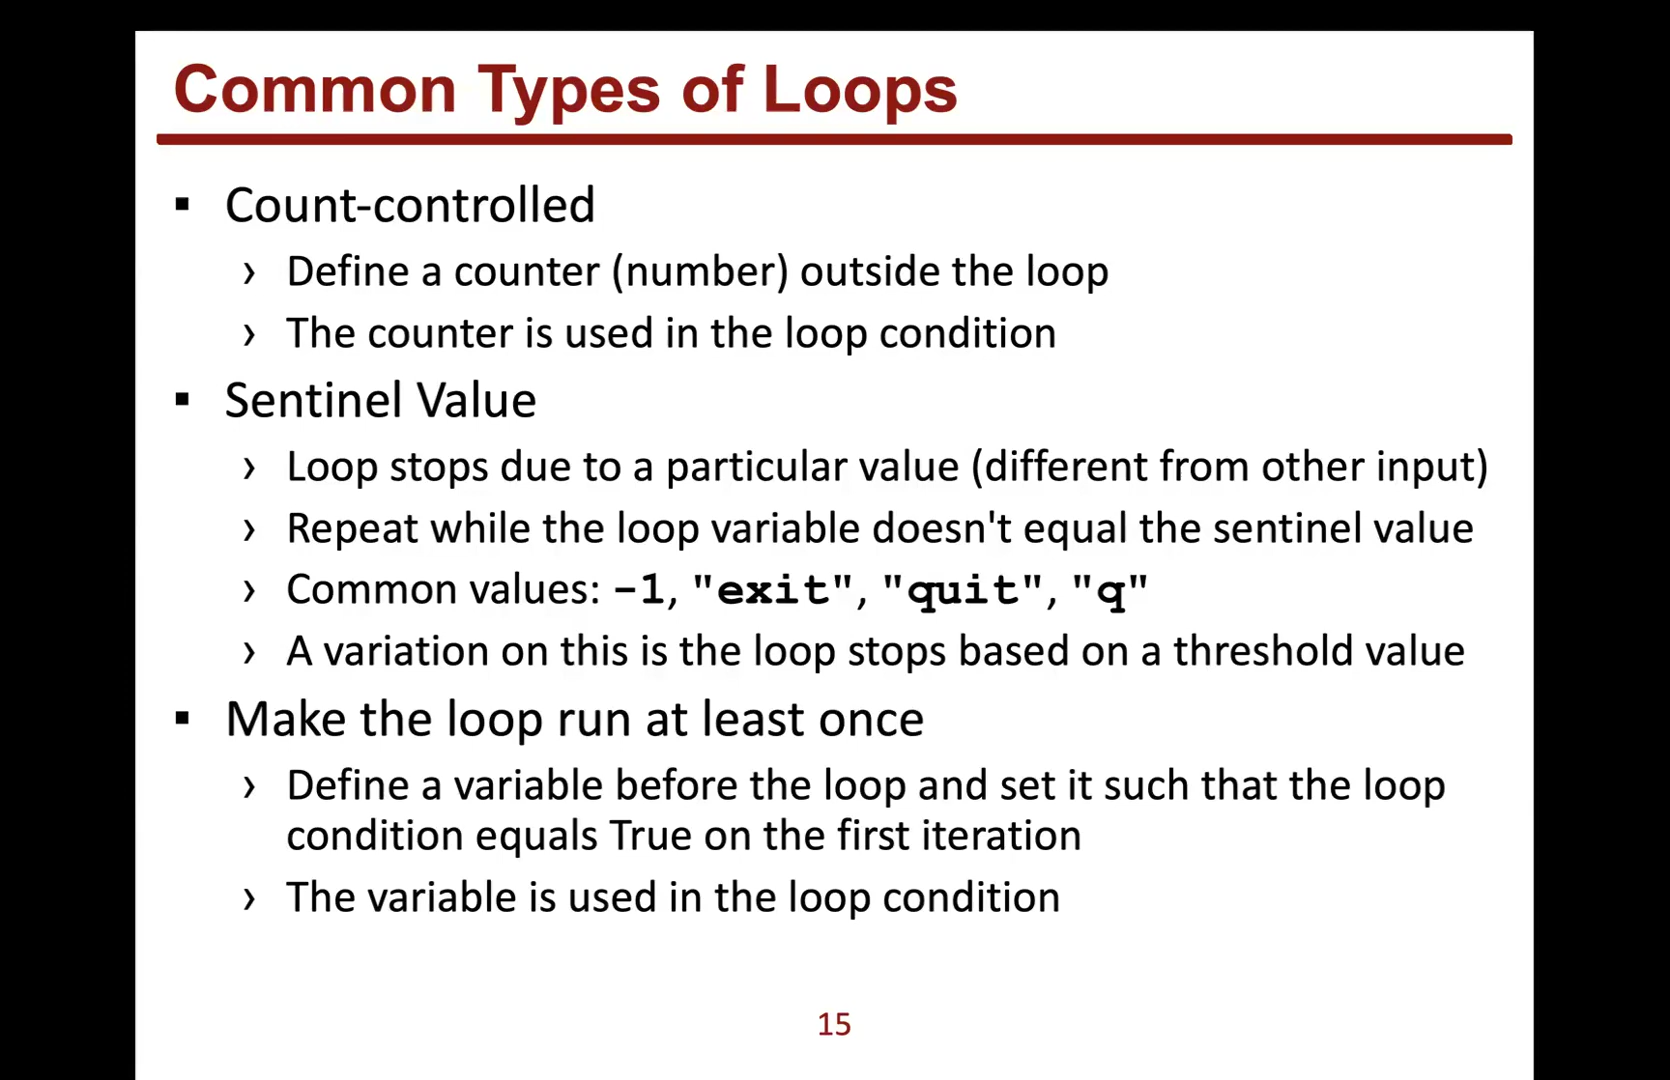 Common Types of Loops
▪ Count-controlled
› Define a counter (number) outside the loop
› The counter is used in the loop condition
▪ Sentinel Value
› Loop stops due to a particular value (different from other input)
› Repeat while the loop variable doesn't equal the sentinel value
› Common values: -1, "exit", "quit", "q"
› A variation on this is the loop stops based on a threshold value
▪ Make the loop run at least once
› Define a variable before the loop and set it such that the loop
condition equals True on the first iteration
› The variable is used in the loop condition
15